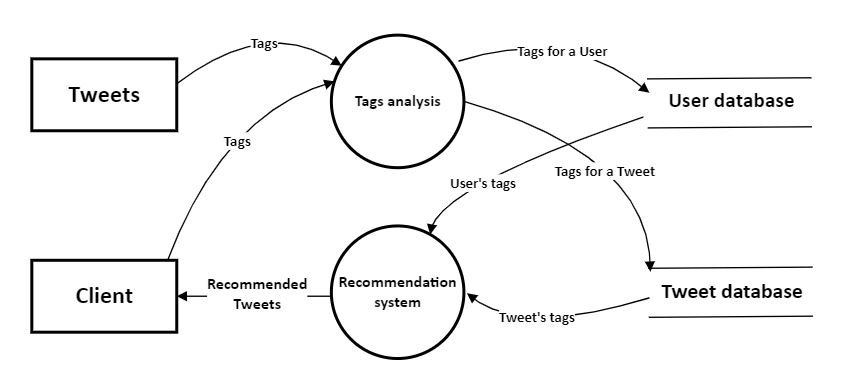 Tags
Tags for a User
Tweets
Tags analysis
User database
Tags
Tags for a Tweet
User's tags
Recommended
Tweets
Client
Recommendation
system
Tweet database
Tweet's tags